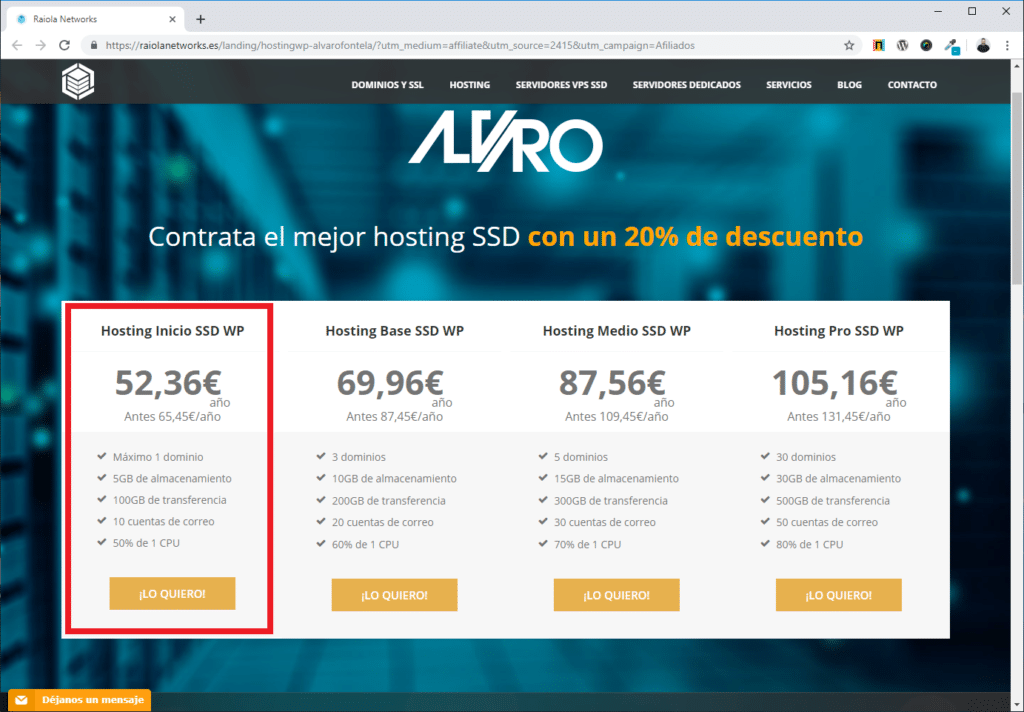 Raiola Networks
https://raiolanetworks.es/landing/hostingwp-alvarofontela/?utm_medium=affiliate&utm_source=2415&utm_campaign=Afiliados
DOMINIOS Y SSL HOSTING SERVIDORES VPS SSD SERVIDORES DEDICADOS SERVICIOS BLOG CONTACTO
ALVARO
Contrata el mejor hosting SSD con un 20% de descuento
Hosting Inicio SSD WP
52,36€
año
Antes 65,45€/año
Máximo 1 dominio
5GB de almacenamiento
100GB de transferencia
10 cuentas de correo
50% de 1 CPU
¡LO QUIERO!
Hosting Base SSD WP
69,96€
año
Antes 87,45€/año
3 dominios
10GB de almacenamiento
200GB de transferencia
20 cuentas de correo
60% de 1 CPU
¡LO QUIERO!
Hosting Medio SSD WP
87,56€
año
Antes 109,45€/año
5 dominios
15GB de almacenamiento
300GB de transferencia
30 cuentas de correo
70% de 1 CPU
¡LO QUIERO!
Hosting Pro SSD WP
105,16€
año
Antes 131,45€/año
30 dominios
30GB de almacenamiento
500GB de transferencia
50 cuentas de correo
80% de 1 CPU
¡LO QUIERO!
Déjanos un mensaje